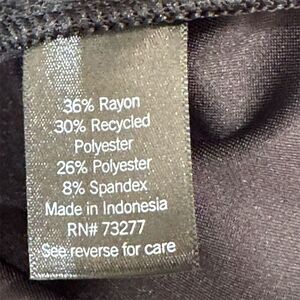 36% Rayon
30% Recycled
Polyester
26% Polyester
8% Spandex
Made in Indonesia
RN# 73277
See reverse for care